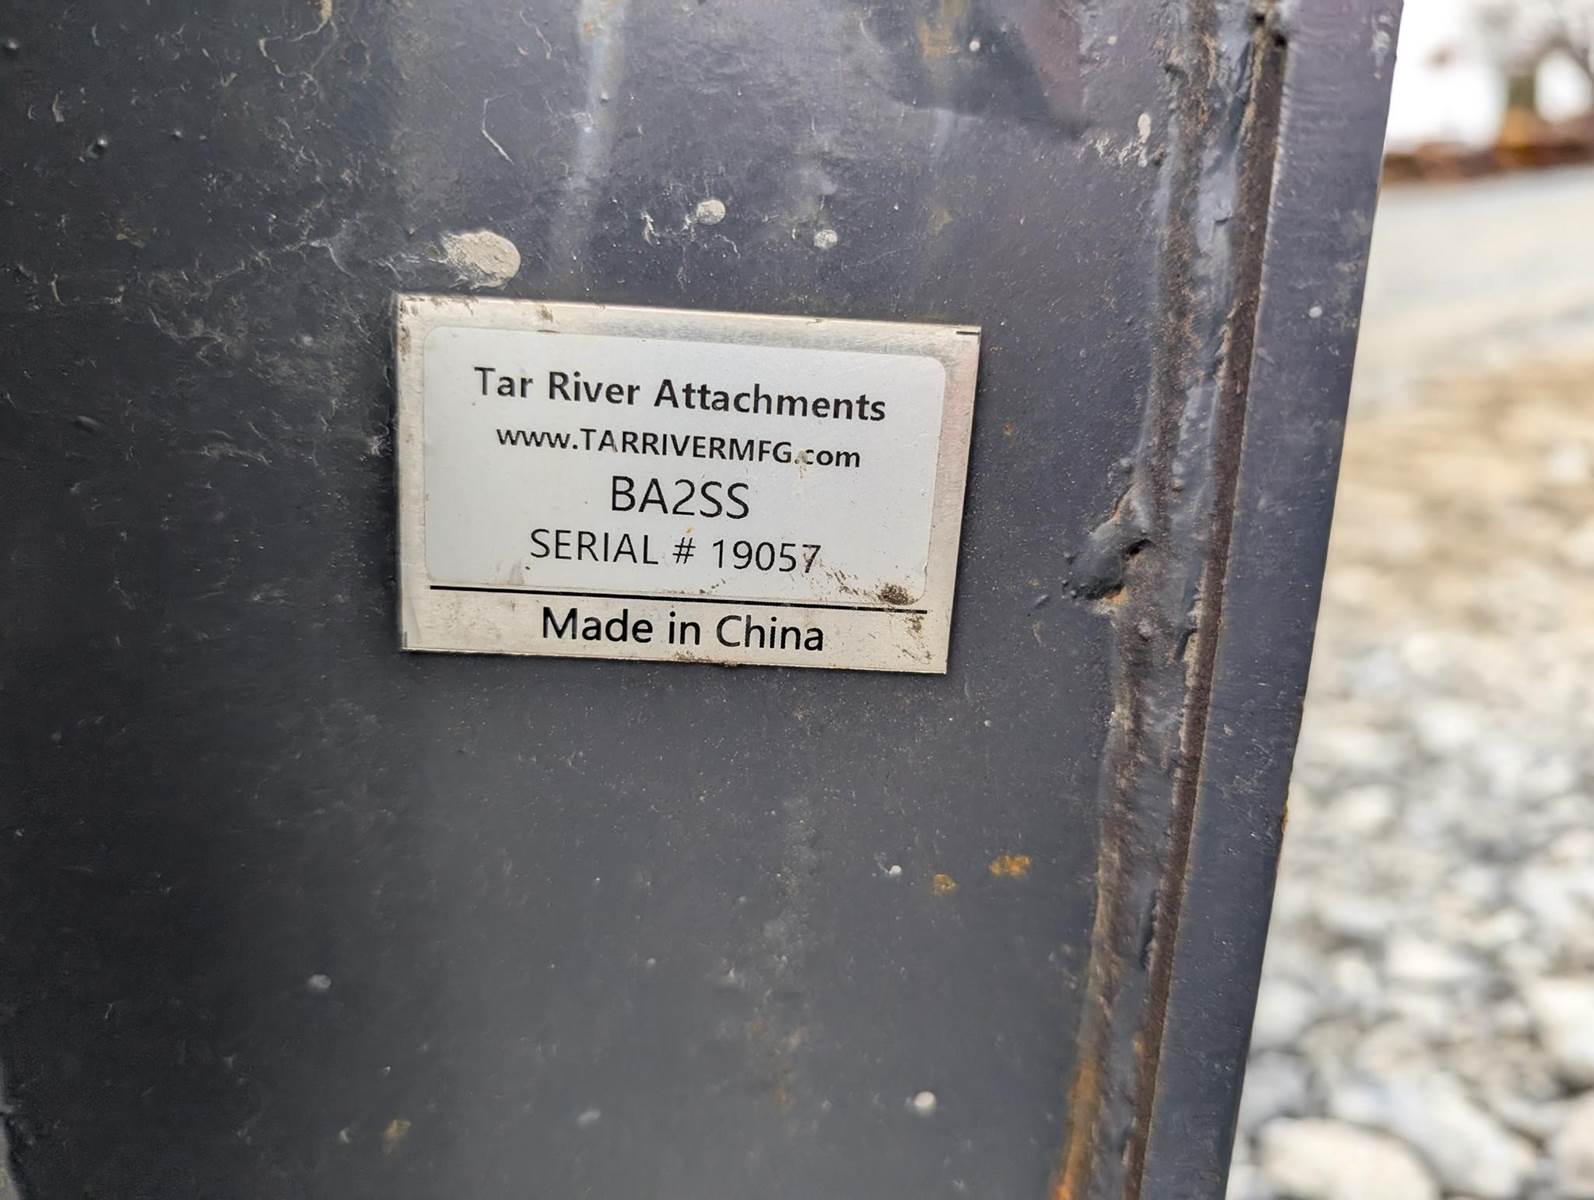 Tar River Attachments
www.TARRIVERMFG.com
BA2SS
SERIAL # 19057
Made in China